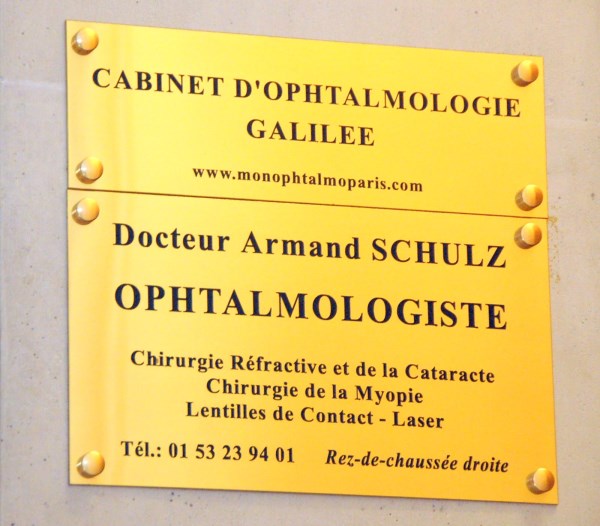 CABINET D'OPHTALMOLOGIE
GALILEE
www.monophtalmoparis.com
Docteur Armand SCHULZ
OPHTALMOLOGISTE
Chirurgie Réfractive et de la Cataracte
Chirurgie de la Myopie
Lentilles de Contact - Laser
Tél.: 01 53 23 94 01 Rez-de-chaussée droite